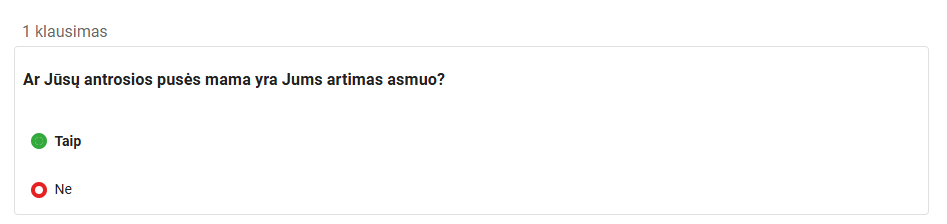 1 klausimas
Ar Jūsų antrosios pusės mama yra Jums artimas asmuo?
Taip
Ne